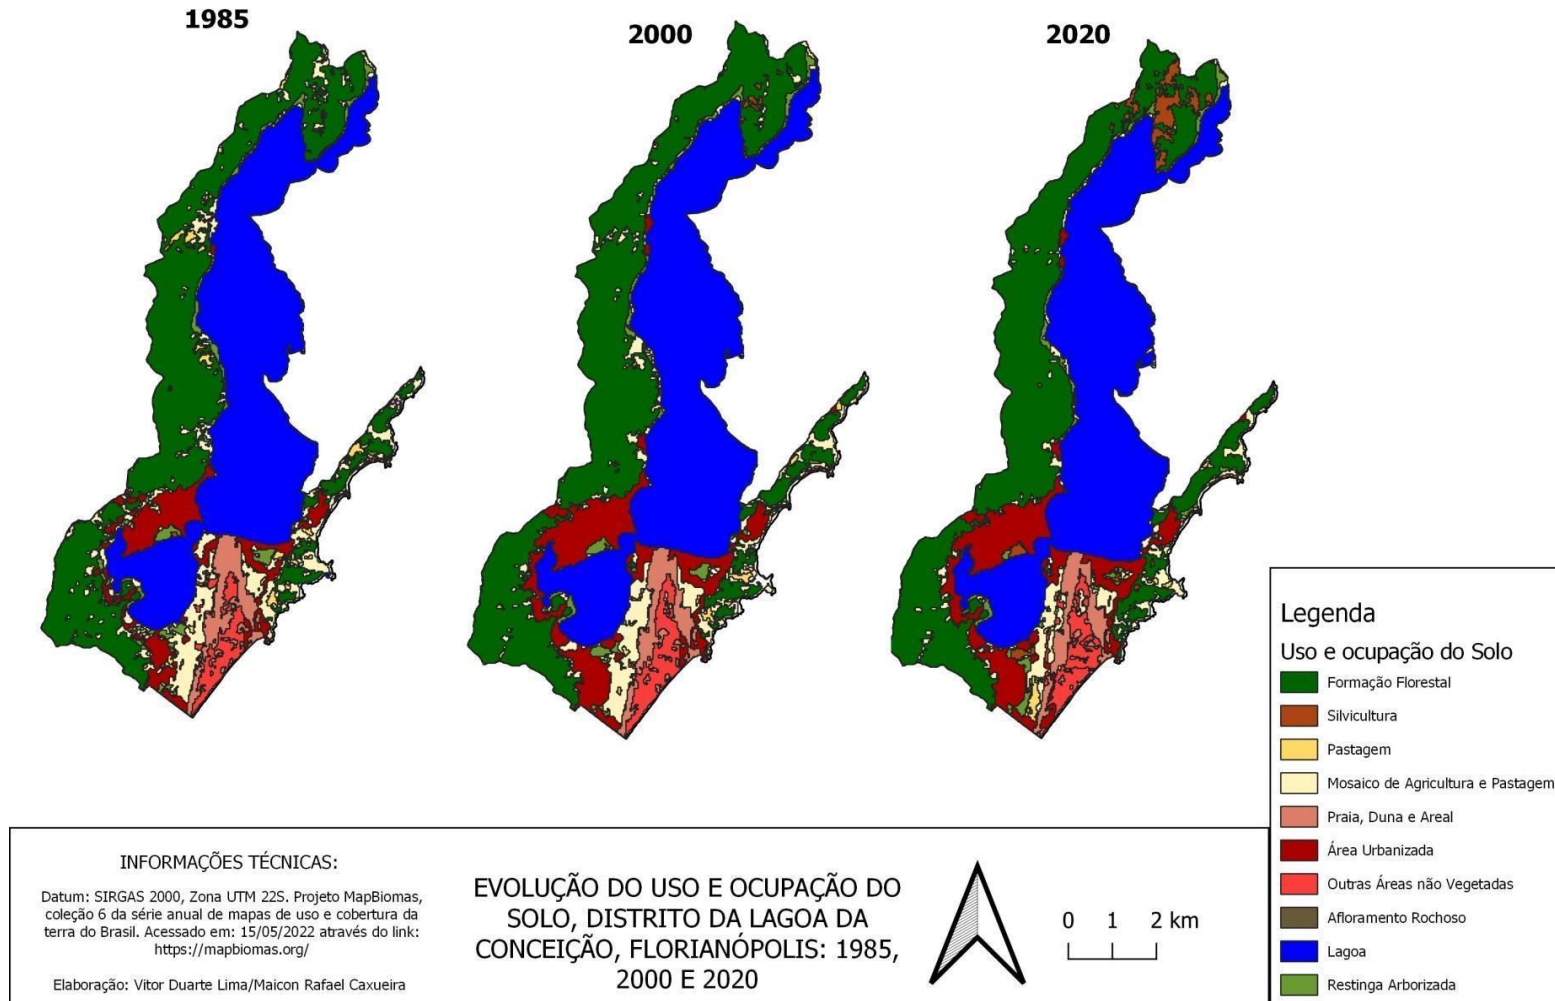 1985
2000
2020
Legenda
Uso e ocupação do Solo
Formação Florestal
Silvicultura
Pastagem
Mosaico de Agricultura e Pastagem
Praia, Duna e Areal
Área Urbanizada
Outras Áreas não Vegetadas
Afloramento Rochoso
Lagoa
Restinga Arborizada
INFORMAÇÕES TÉCNICAS:
Datum: SIRGAS 2000, Zona UTM 22S. Projeto MapBiomas,
coleção 6 da série anual de mapas de uso e cobertura da
terra do Brasil. Acessado em: 15/05/2022 através do link:
https://mapbiomas.org/
Elaboração: Vitor Duarte Lima/Maicon Rafael Caxueira
EVOLUÇÃO DO USO E OCUPAÇÃO DO
SOLO, DISTRITO DA LAGOA DA
CONCEIÇÃO, FLORIANÓPOLIS: 1985,
2000 E 2020
0 1 2 km